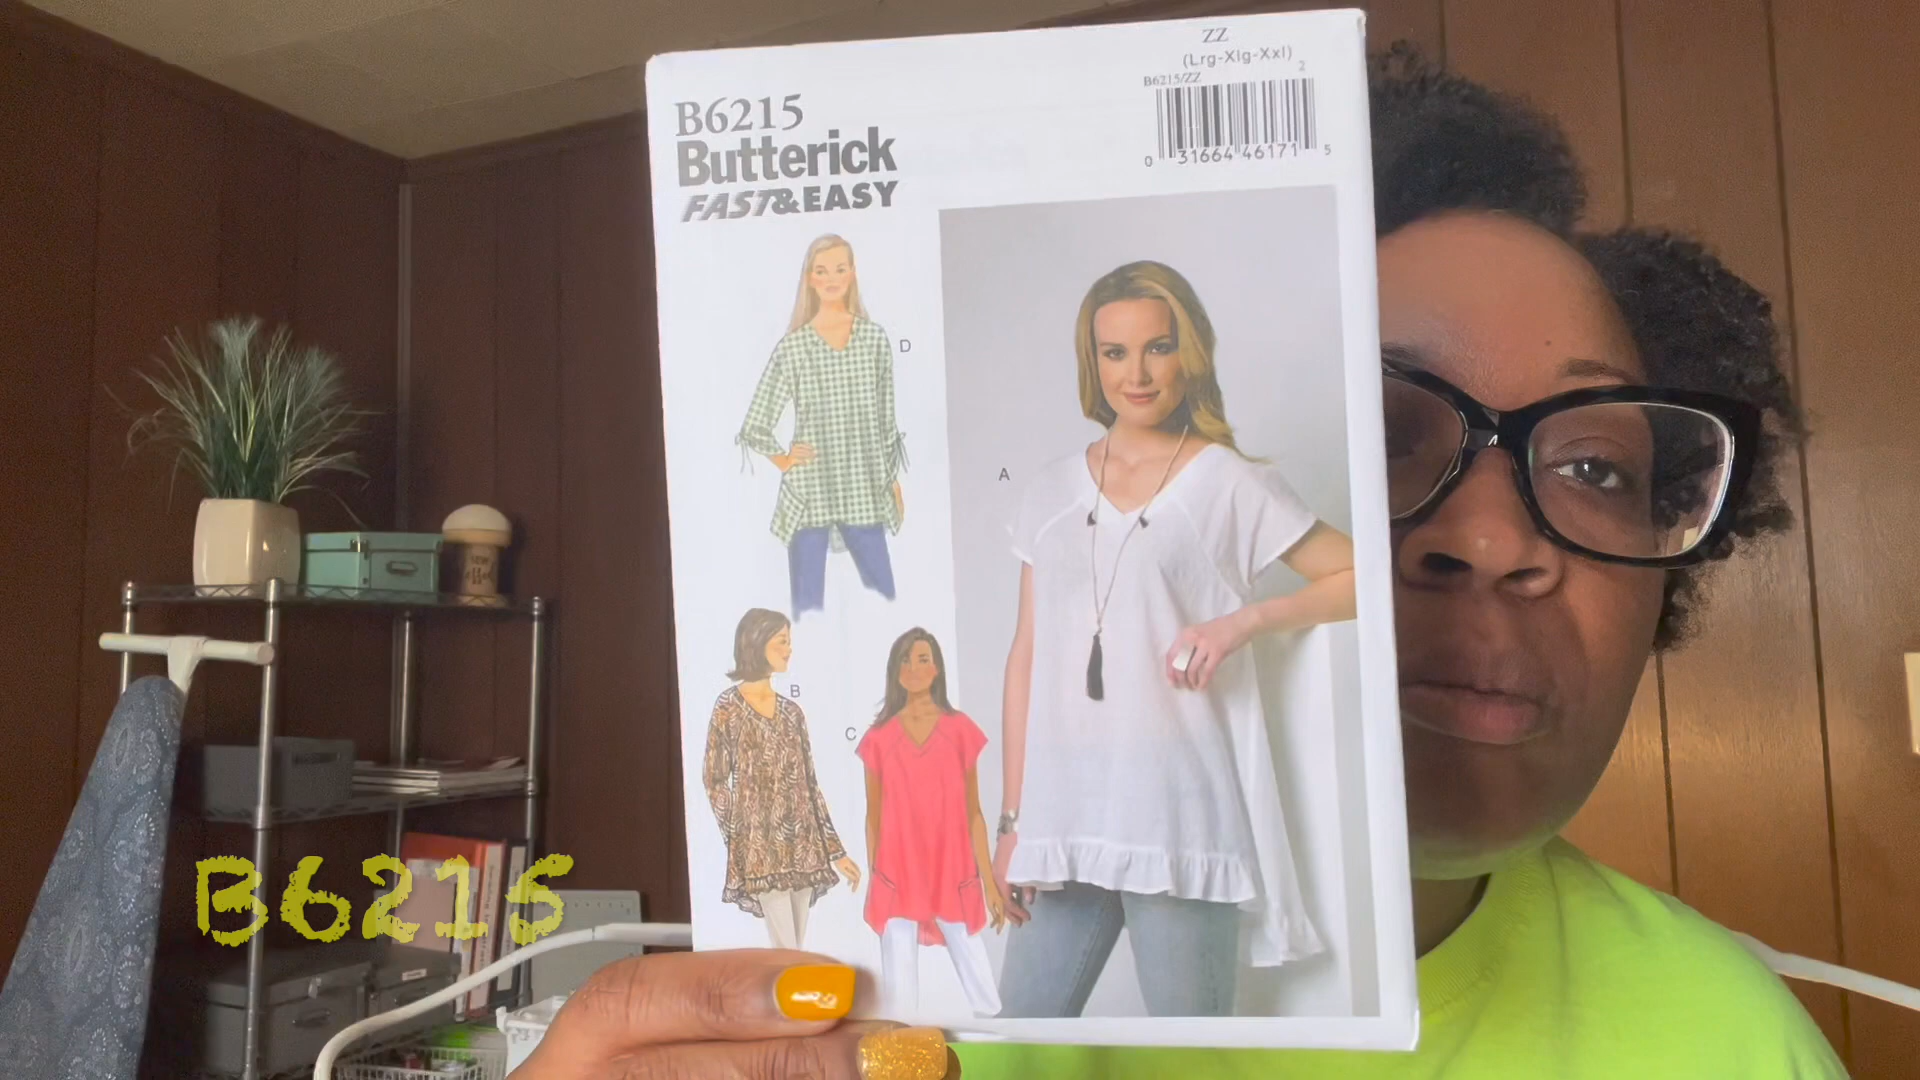 ZZ
(Lrg-Xlg-Xxl)
2
B6215/ZZ
0 31664 46171 5
B6215
Butterick
FAST&EASY
D
A
B
C
B6215